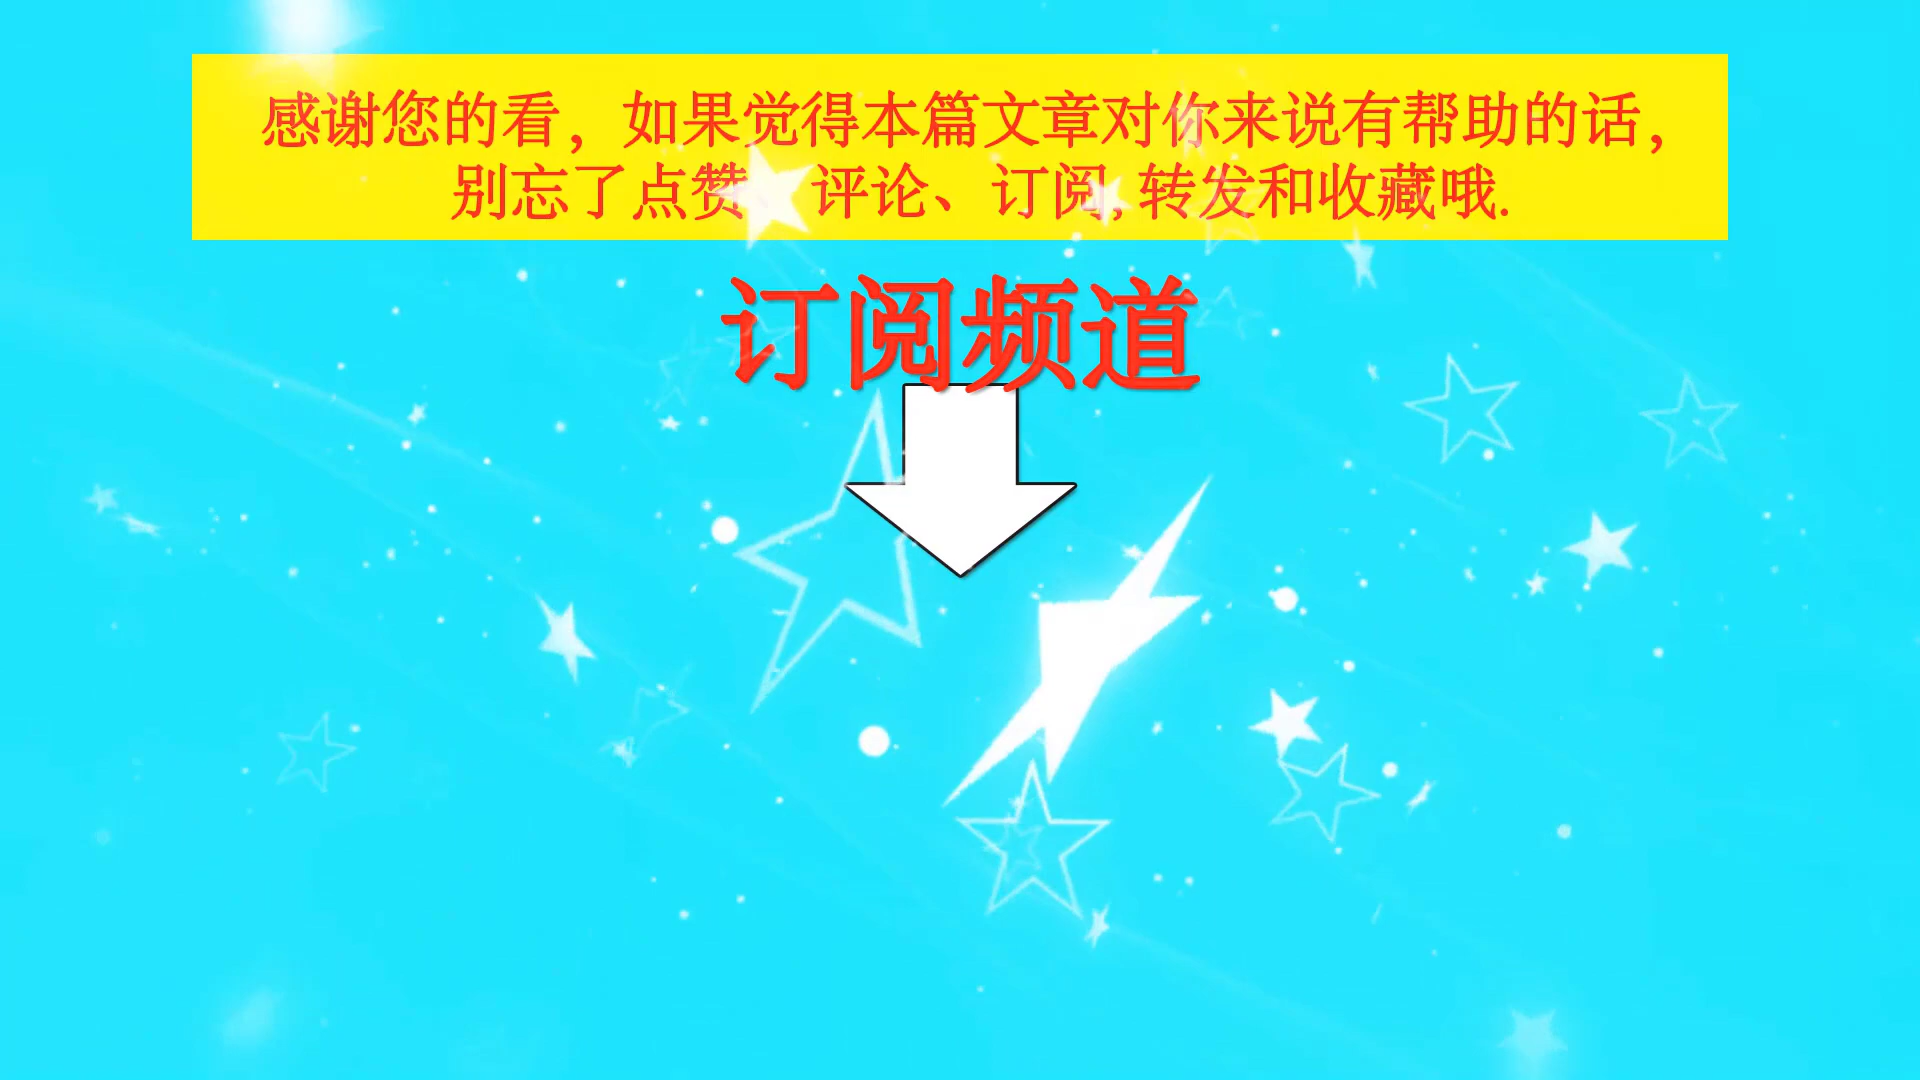 感谢您的看，如果觉得本篇文章对你来说有帮助的话，
别忘了点赞、评论、订阅,转发和收藏哦.
订阅频道